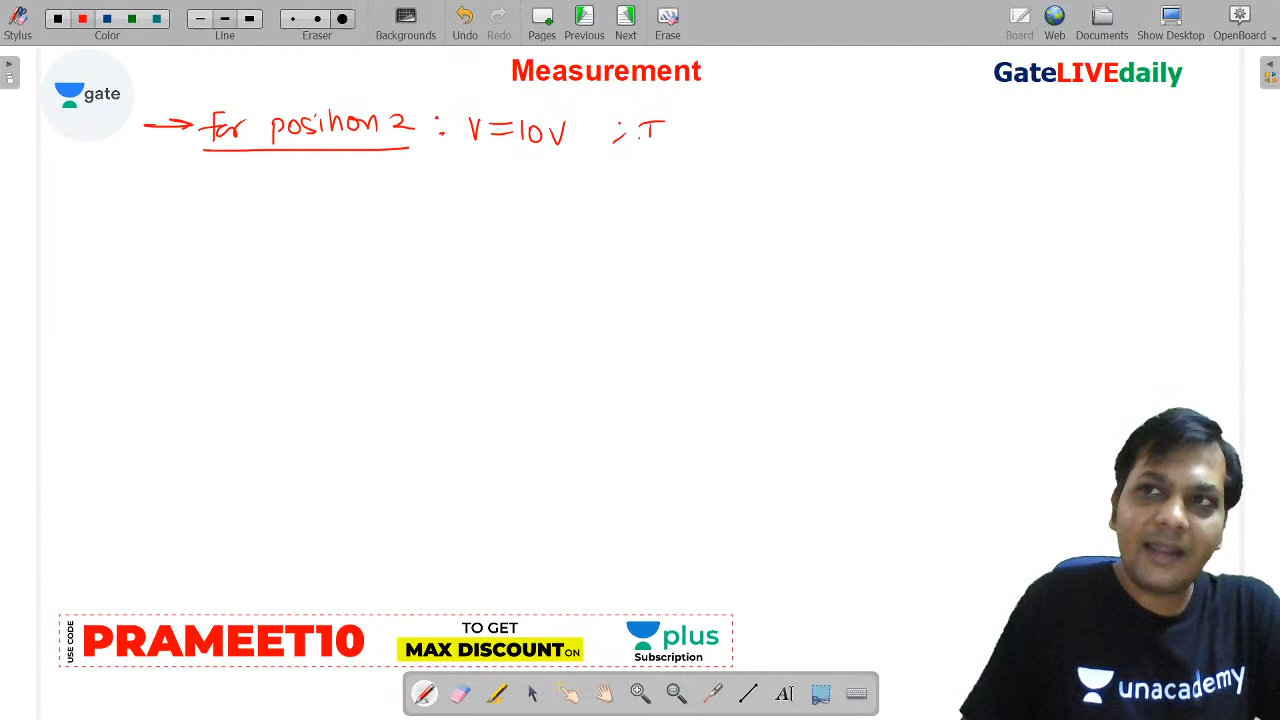 Stylus
Color
Line
Eraser
Backgrounds
Undo
Redo
Pages
Previous
Next
Erase
Board
Web
Documents
Show Desktop
OpenBoard
gate
Measurement
GateLIVEdaily
→ for position 2 : V=10V ; I
USE CODE
PRAMEET10
TO GET
MAX DISCOUNT ON
plus
Subscription
unacademy